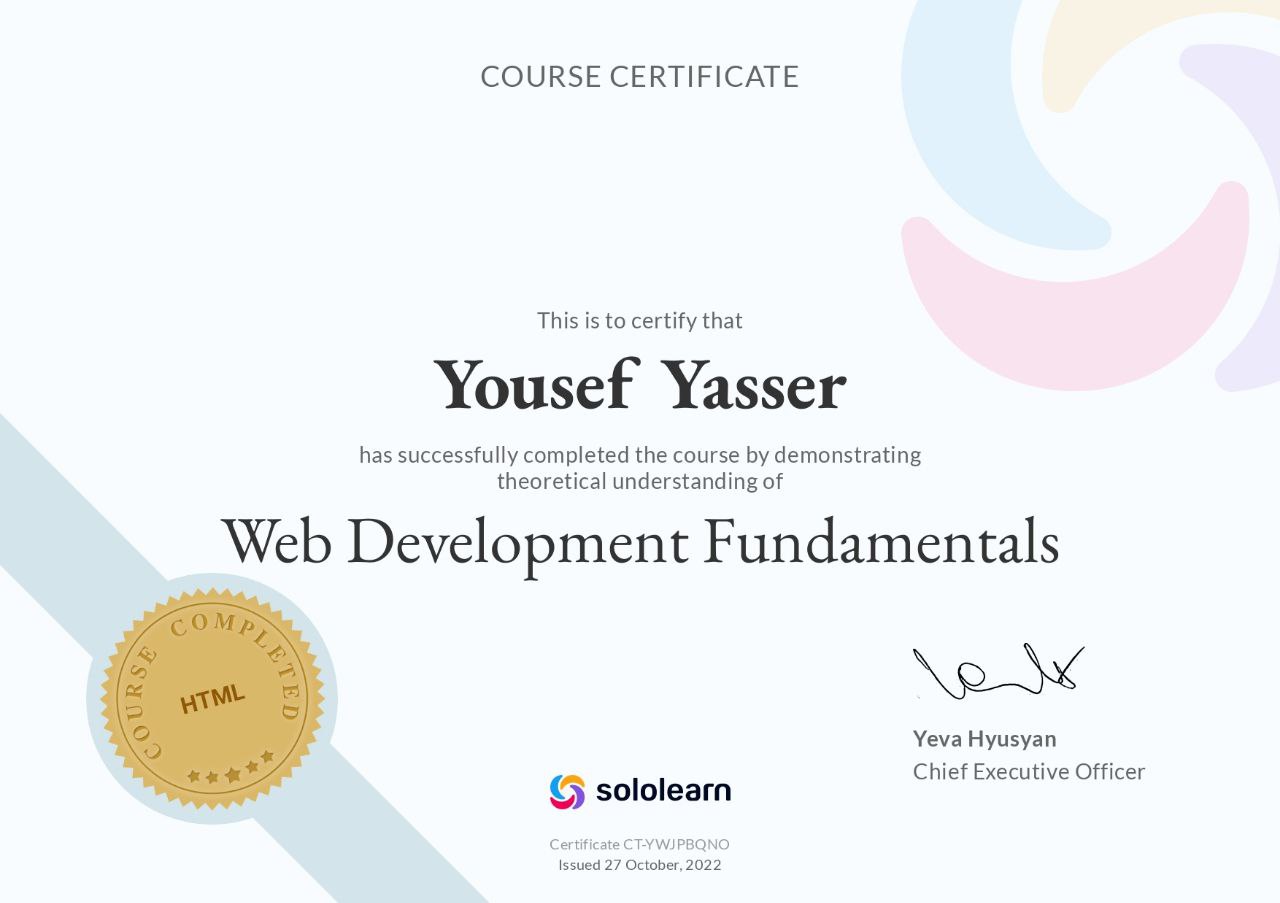 COURSE CERTIFICATE
This is to certify that
Yousef Yasser
has successfully completed the course by demonstrating
theoretical understanding of
Web Development Fundamentals
COURSE COMPLETED
HTML
Yeva Hyusyan
Chief Executive Officer
sololearn
Certificate CT-YWJPBQNO
Issued 27 October, 2022